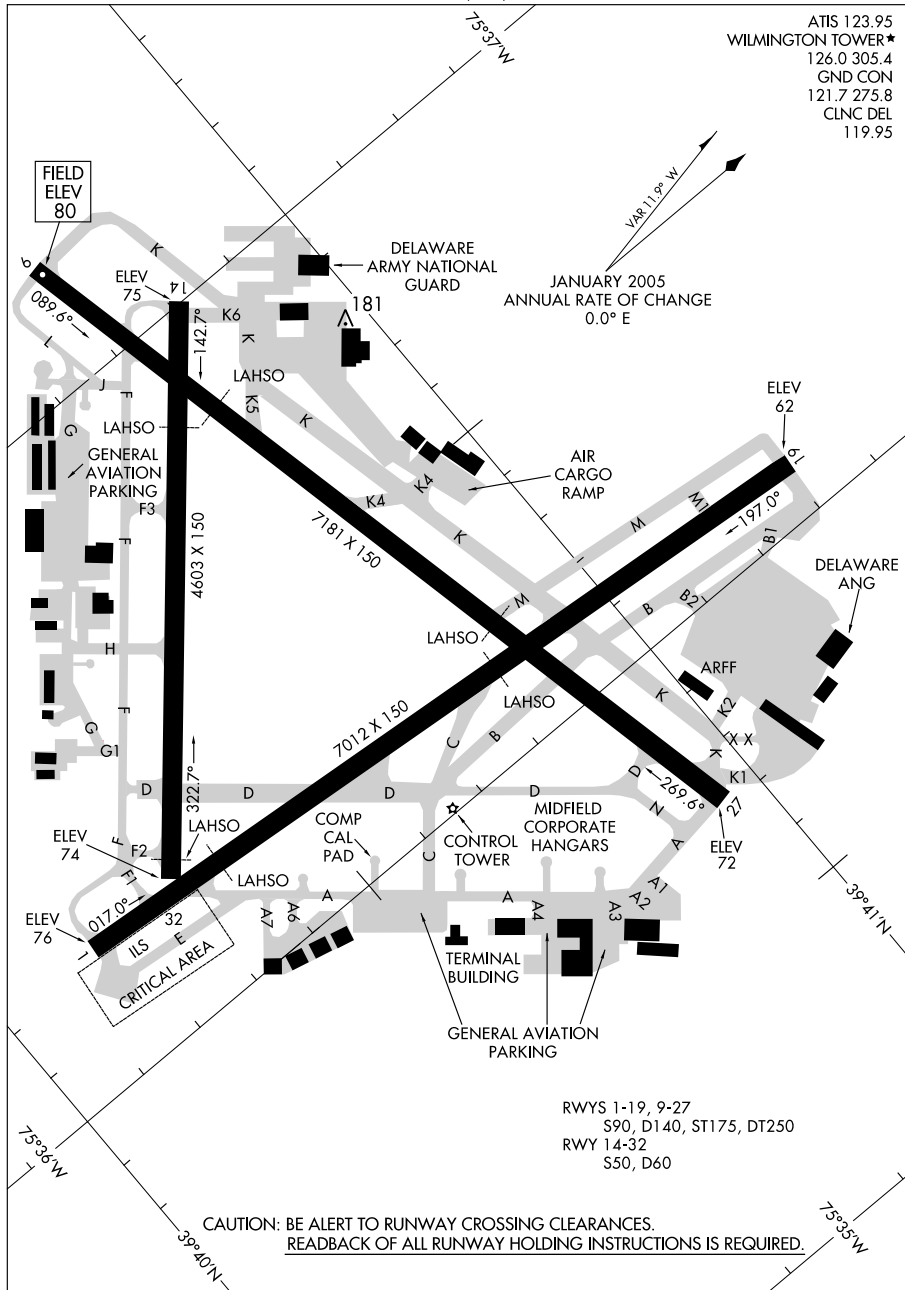 75°37'W
ATIS 123.95
WILMINGTON TOWER★
126.0 305.4
GND CON
121.7 275.8
CLNC DEL
119.95
VAR 11.9° W
JANUARY 2005
ANNUAL RATE OF CHANGE
0.0° E
FIELD
ELEV
80
9
089.6°
K
DELAWARE
ARMY NATIONAL
GUARD
ELEV
75
14
142.7°
K6
K
181
LAHSO
J
J
F
K5
K
LAHSO
G
GENERAL
AVIATION
PARKING
F3
F
4603 X 150
7181 X 150
K4
K4
AIR
CARGO
RAMP
K
ELEV
62
19
197.0°
M1
M
M
B1
B2
B
DELAWARE
ANG
LAHSO
LAHSO
ARFF
K
K2
X X
K
K1
H
F
G
G1
7012 X 150
C
B
322.7°
D
D
D
D
D
269.6°
27
ELEV
72
N
A
A1
A2
ELEV
74
F
F2
F1
LAHSO
LAHSO
COMP
CAL
PAD
CONTROL
TOWER
MIDFIELD
CORPORATE
HANGARS
C
A
A
A7
A6
A4
A3
017.0°
32
E
ILS
CRITICAL AREA
ELEV
76
1
TERMINAL
BUILDING
GENERAL AVIATION
PARKING
39°41'N
RWYS 1-19, 9-27
S90, D140, ST175, DT250
RWY 14-32
S50, D60
75°36'W
39°40'N
75°35'W
CAUTION: BE ALERT TO RUNWAY CROSSING CLEARANCES.
READBACK OF ALL RUNWAY HOLDING INSTRUCTIONS IS REQUIRED.